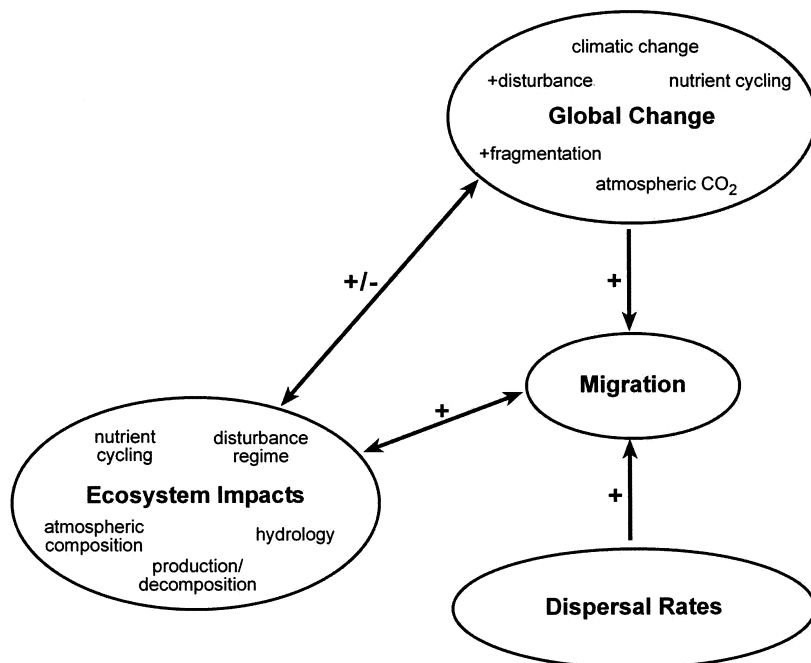 climatic change
+disturbance
nutrient cycling
Global Change
+fragmentation
atmospheric CO₂
+/-
+
Migration
+
nutrient
cycling
disturbance
regime
Ecosystem Impacts
atmospheric
composition
hydrology
production/
decomposition
+
Dispersal Rates